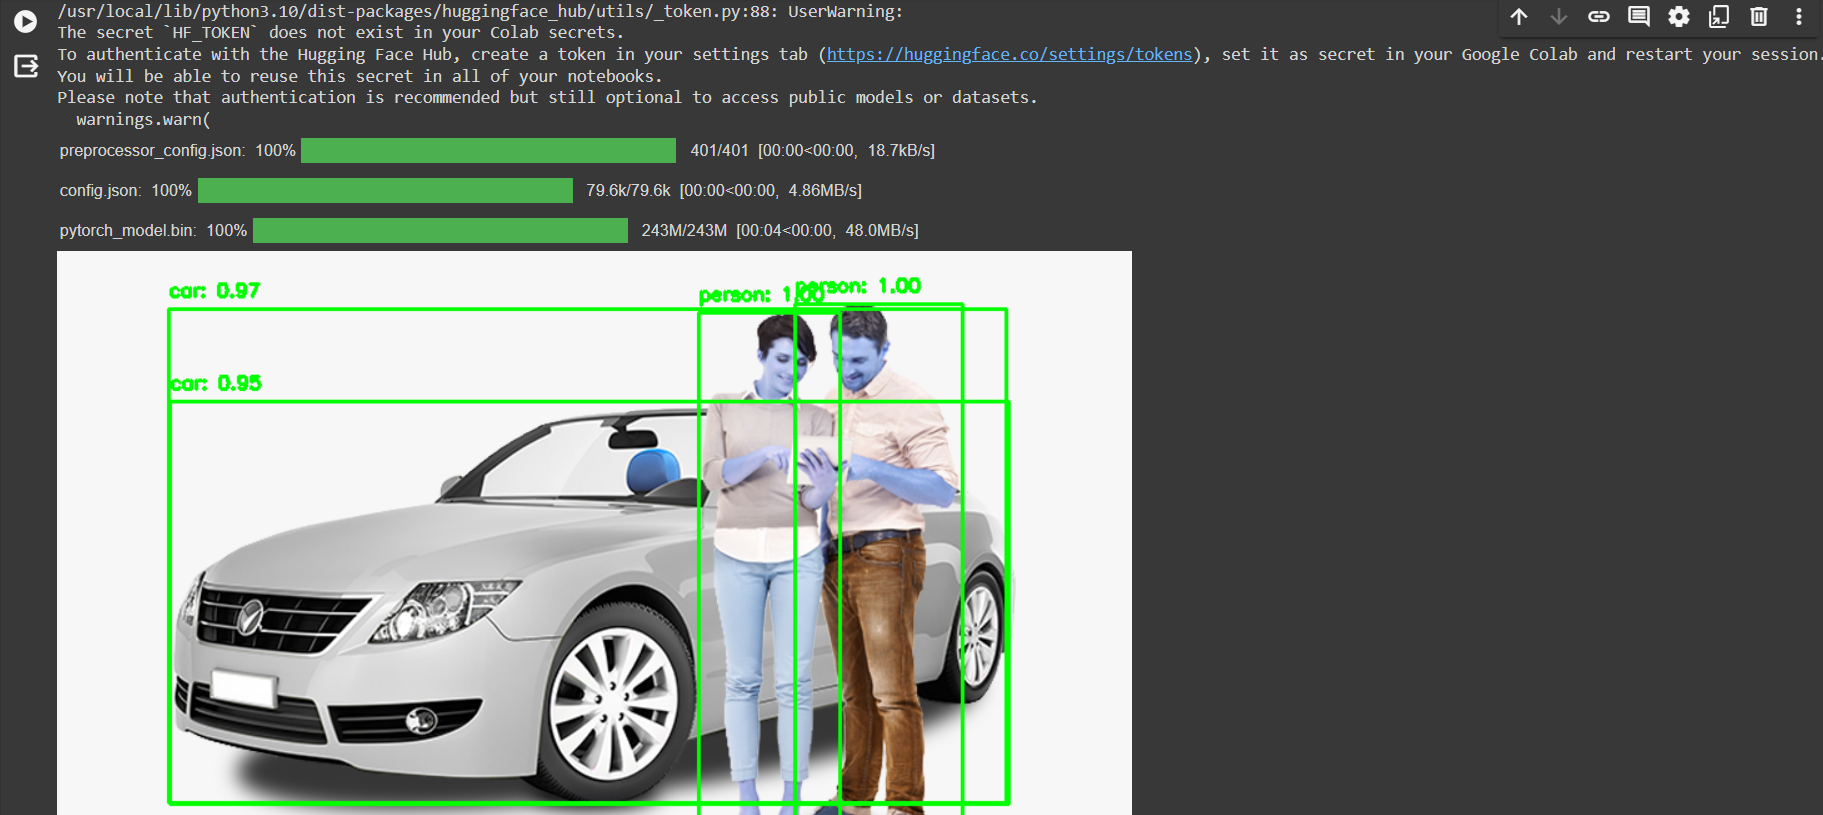 /usr/local/lib/python3.10/dist-packages/huggingface_hub/utils/_token.py:88: UserWarning:
The secret `HF_TOKEN` does not exist in your Colab secrets.
To authenticate with the Hugging Face Hub, create a token in your settings tab (https://huggingface.co/settings/tokens), set it as secret in your Google Colab and restart your session.
You will be able to reuse this secret in all of your notebooks.
Please note that authentication is recommended but still optional to access public models or datasets.
  warnings.warn(
preprocessor_config.json: 100% 401/401 [00:00<00:00, 18.7kB/s]
config.json: 100% 79.6k/79.6k [00:00<00:00, 4.86MB/s]
pytorch_model.bin: 100% 243M/243M [00:04<00:00, 48.0MB/s]
car: 0.97
person: 1.00
person: 1.00
car: 0.95